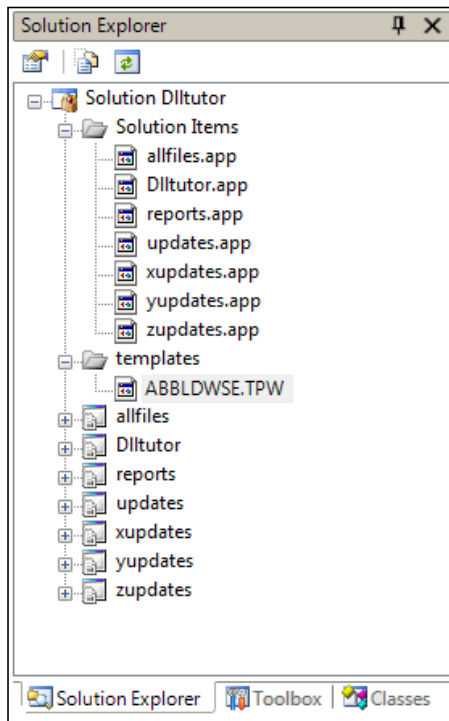 Solution Explorer
Solution Dlltutor
Solution Items
allfiles.app
Dlltutor.app
reports.app
updates.app
xupdates.app
yupdates.app
zupdates.app
templates
ABBLDWSE.TPW
allfiles
Dlltutor
reports
updates
xupdates
yupdates
zupdates
Solution Explorer Toolbox Classes